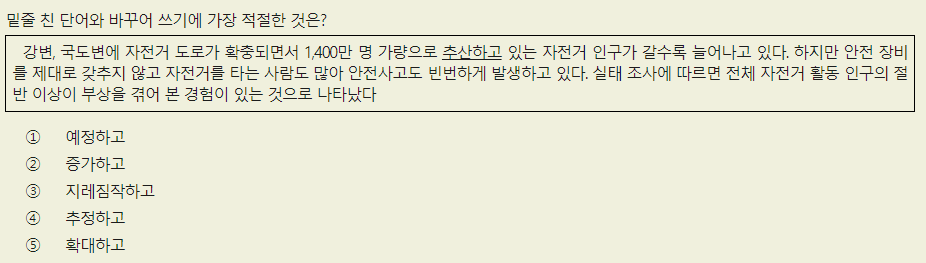 밑줄 친 단어와 바꾸어 쓰기에 가장 적절한 것은?
강변, 국도변에 자전거 도로가 확충되면서 1,400만 명 가량으로 추산하고 있는 자전거 인구가 갈수록 늘어나고 있다. 하지만 안전 장비
를 제대로 갖추지 않고 자전거를 타는 사람도 많아 안전사고도 빈번하게 발생하고 있다. 실태 조사에 따르면 전체 자전거 활동 인구의 절
반 이상이 부상을 겪어 본 경험이 있는 것으로 나타났다
① 예정하고
② 증가하고
③ 지레짐작하고
④ 추정하고
⑤ 확대하고